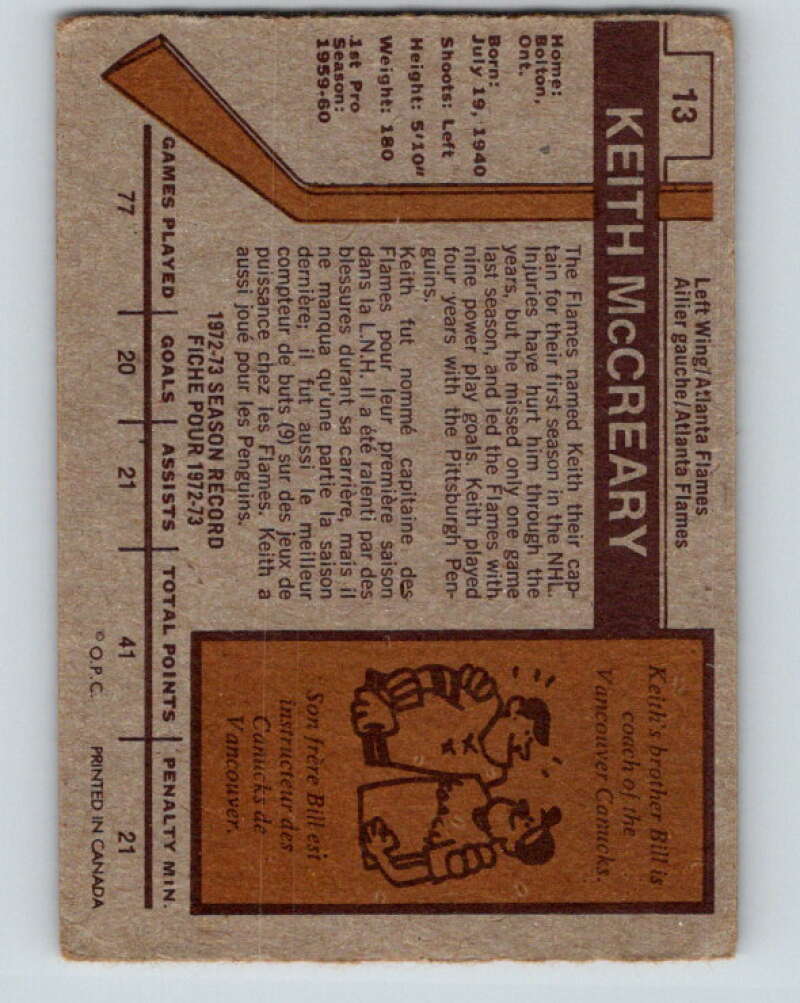 13
Left Wing/Atlanta Flames
Ailier gauche/Atlanta Flames
KEITH McCREARY
Home:
Bolton,
Ont.
Born:
July 19, 1940
Shoots: Left
Height: 5'10"
Weight: 180
1st Pro
Season:
1959-60
The Flames named Keith their cap-
tain for their first season in the NHL.
Injuries have hurt him through the
years, but he missed only one game
last season, and led the Flames with
nine power play goals. Keith played
four years with the Pittsburgh Pen-
guins.
Keith fut nommé capitaine des
Flames pour leur première saison
dans la L.N.H. Il a été ralenti par des
blessures durant sa carrière, mais il
ne manqua qu'une partie la saison
dernière; il fut aussi le meilleur
compteur de buts (9) sur des jeux de
puissance chez les Flames. Keith a
aussi joué pour les Penguins.
Keith's brother Bill is
coach of the
Vancouver Canucks.
Son frère Bill est
instructeur des
Canucks de
Vancouver.
1972-73 SEASON RECORD
FICHE POUR 1972-73
GAMES PLAYED GOALS ASSISTS TOTAL POINTS PENALTY MIN.
77 20 21 41 21
© O.P.C. PRINTED IN CANADA